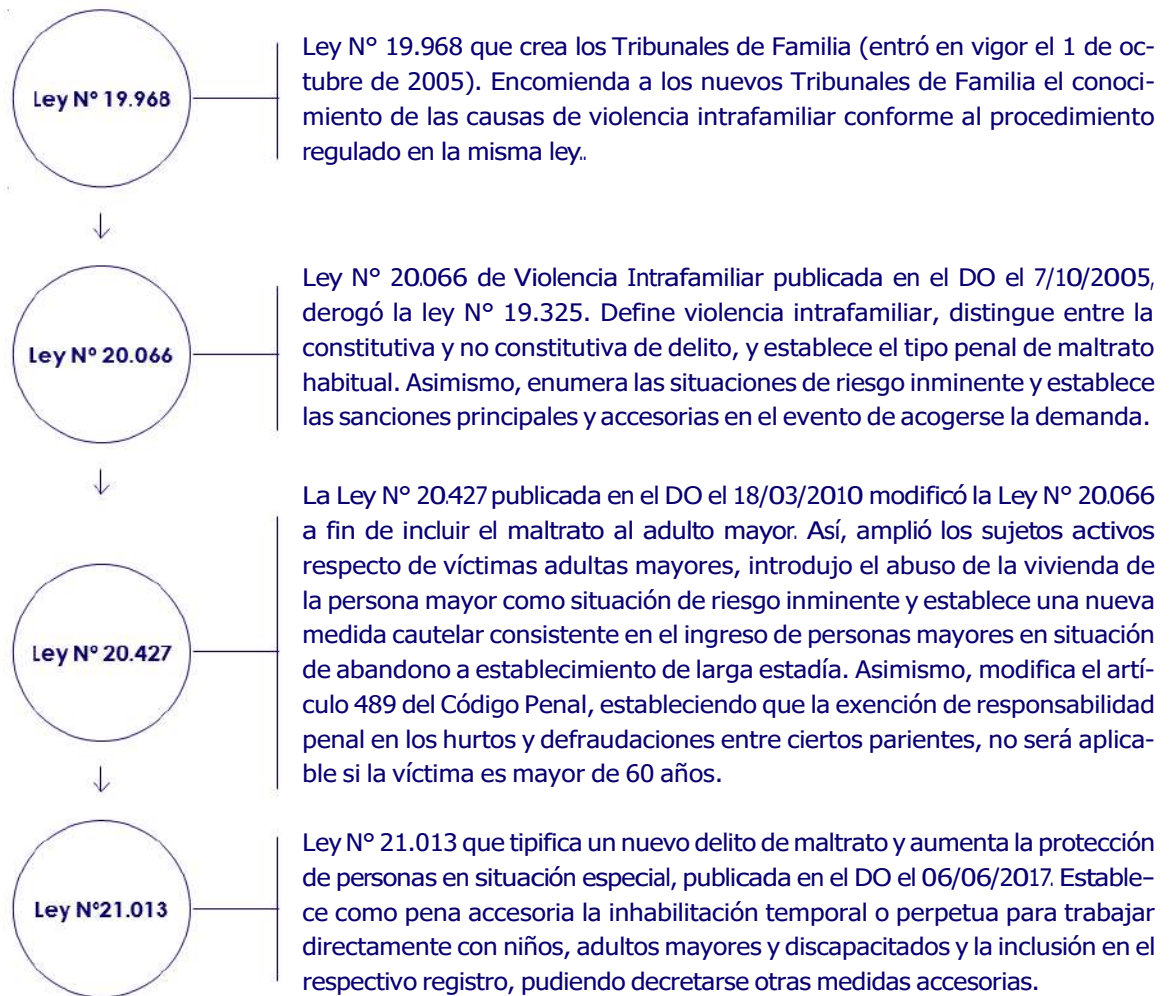 Ley Nº 19.968
Ley N° 19.968 que crea los Tribunales de Familia (entró en vigor el 1 de oc-
tubre de 2005). Encomienda a los nuevos Tribunales de Familia el conoci-
miento de las causas de violencia intrafamiliar conforme al procedimiento
regulado en la misma ley..
Ley Nº 20.066
Ley N° 20.066 de Violencia Intrafamiliar publicada en el DO el 7/10/2005,
derogó la ley N° 19.325. Define violencia intrafamiliar, distingue entre la
constitutiva y no constitutiva de delito, y establece el tipo penal de maltrato
habitual. Asimismo, enumera las situaciones de riesgo inminente y establece
las sanciones principales y accesorias en el evento de acogerse la demanda.
Ley Nº 20.427
La Ley N° 20.427 publicada en el DO el 18/03/2010 modificó la Ley N° 20.066
a fin de incluir el maltrato al adulto mayor. Así, amplió los sujetos activos
respecto de víctimas adultas mayores, introdujo el abuso de la vivienda de
la persona mayor como situación de riesgo inminente y establece una nueva
medida cautelar consistente en el ingreso de personas mayores en situación
de abandono a establecimiento de larga estadía. Asimismo, modifica el artí-
culo 489 del Código Penal, estableciendo que la exención de responsabilidad
penal en los hurtos y defraudaciones entre ciertos parientes, no será aplica-
ble si la víctima es mayor de 60 años.
Ley Nº21.013
Ley N° 21.013 que tipifica un nuevo delito de maltrato y aumenta la protección
de personas en situación especial, publicada en el DO el 06/06/2017. Estable-
ce como pena accesoria la inhabilitación temporal o perpetua para trabajar
directamente con niños, adultos mayores y discapacitados y la inclusión en el
respectivo registro, pudiendo decretarse otras medidas accesorias.